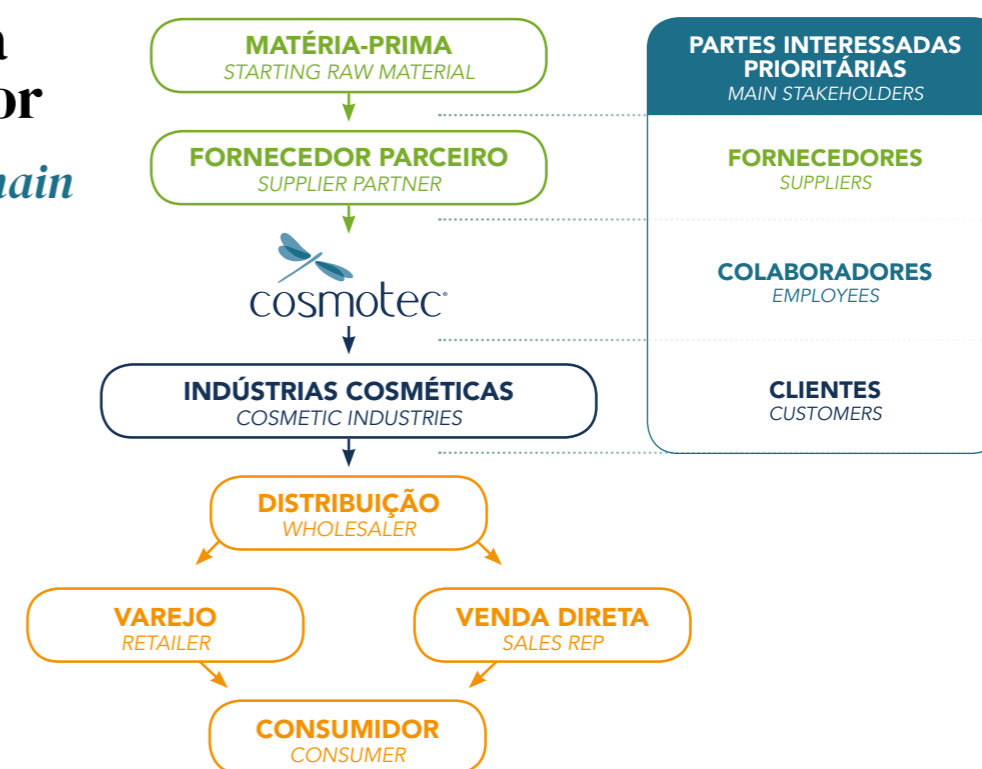 MATÉRIA-PRIMA
STARTING RAW MATERIAL
FORNECEDOR PARCEIRO
SUPPLIER PARTNER
cosmotec
INDÚSTRIAS COSMÉTICAS
COSMETIC INDUSTRIES
DISTRIBUIÇÃO
WHOLESALER
VAREJO
RETAILER
VENDA DIRETA
SALES REP
CONSUMIDOR
CONSUMER
PARTES INTERESSADAS
PRIORITÁRIAS
MAIN STAKEHOLDERS
FORNECEDORES
SUPPLIERS
COLABORADORES
EMPLOYEES
CLIENTES
CUSTOMERS